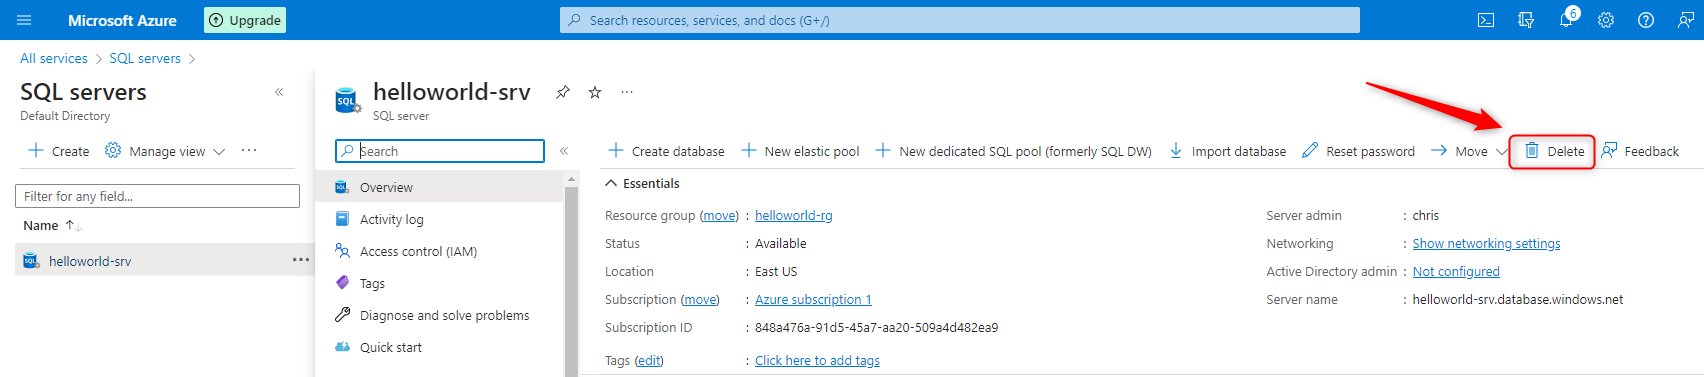 Microsoft Azure
Upgrade
Search resources, services, and docs (G+/)
6
All services > SQL servers >
SQL servers
Default Directory
Create
Manage view
Filter for any field...
Name
helloworld-srv
helloworld-srv
SQL server
Search
Overview
Activity log
Access control (IAM)
Tags
Diagnose and solve problems
Quick start
Create database
New elastic pool
New dedicated SQL pool (formerly SQL DW)
Import database
Reset password
Move
Delete
Feedback
Essentials
Resource group (move) : helloworld-rg
Status : Available
Location : East US
Subscription (move) : Azure subscription 1
Subscription ID : 848a476a-91d5-45a7-aa20-509a4d482ea9
Tags (edit) : Click here to add tags
Server admin : chris
Networking : Show networking settings
Active Directory admin : Not configured
Server name : helloworld-srv.database.windows.net